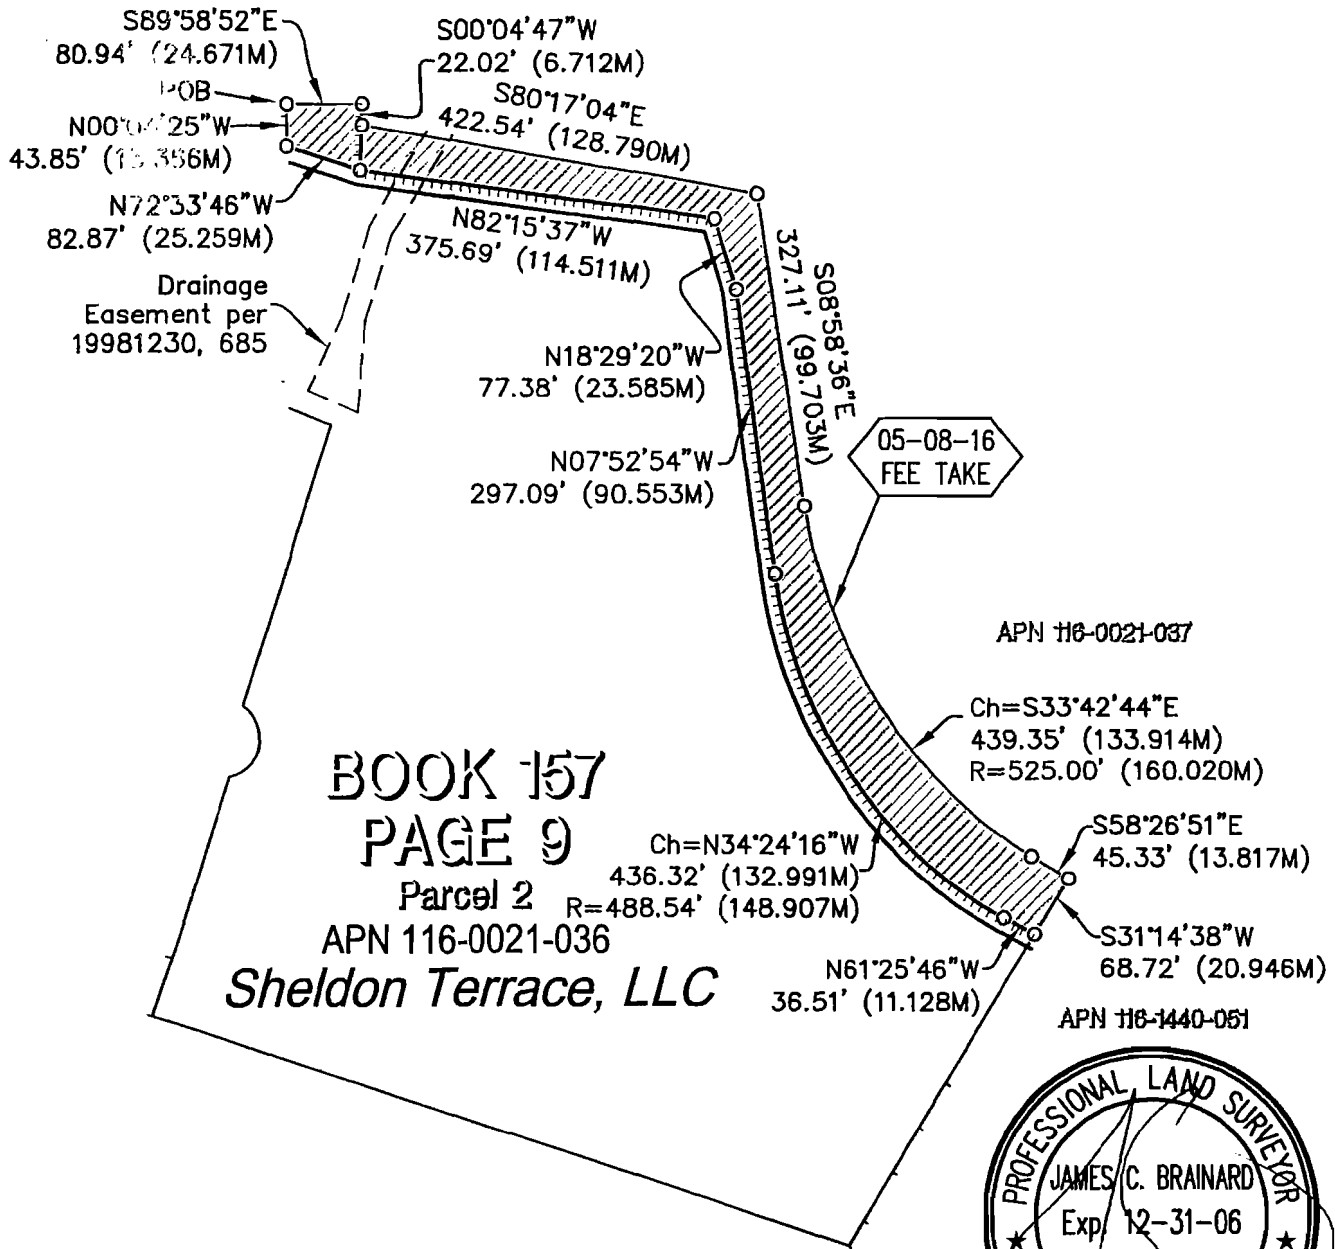 S89°58'52"E
80.94' (24.671M)
S00°04'47"W
22.02' (6.712M)
POB
S80°17'04"E
422.54' (128.790M)
43.85'
N72°33'46"W
82.87' (25.259M)
N82°15'37"W
375.69' (114.511M)
Drainage
Easement per
19981230, 685
S08°58'36"E
327.11' (99.703M)
N18°29'20"W
77.38' (23.585M)
N07°52'54"W
297.09' (90.553M)
05-08-16
FEE TAKE
APN 116-0021-037
Ch=S33°42'44"E
439.35' (133.914M)
R=525.00' (160.020M)
BOOK 157
PAGE 9
Parcel 2
APN 116-0021-036
Sheldon Terrace, LLC
Ch=N34°24'16"W
436.32' (132.991M)
R=488.54' (148.907M)
S58°26'51"E
45.33' (13.817M)
S31°14'38"W
68.72' (20.946M)
N61°25'46"W
36.51' (11.128M)
APN 116-1440-051
PROFESSIONAL LAND SURVEYOR
JAMES C. BRAINARD
Exp. 12-31-06